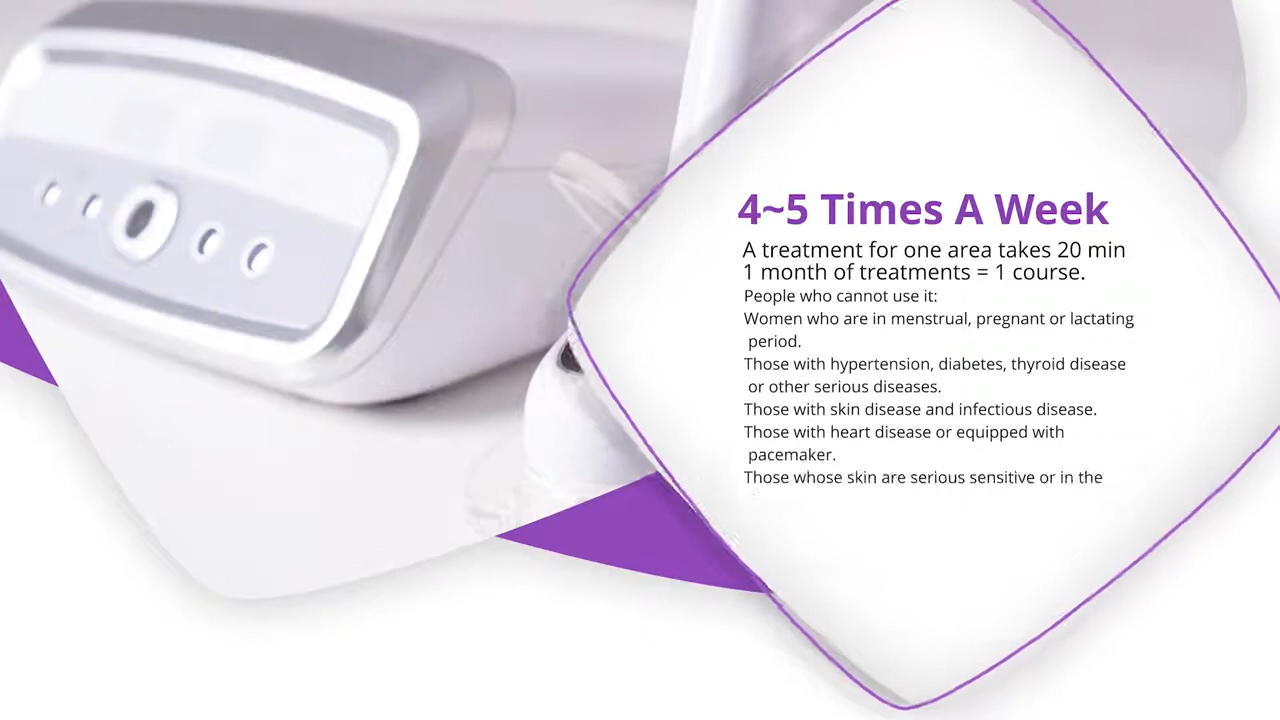 4~5 Times A Week
A treatment for one area takes 20 min
1 month of treatments = 1 course.
People who cannot use it:
Women who are in menstrual, pregnant or lactating
period.
Those with hypertension, diabetes, thyroid disease
or other serious diseases.
Those with skin disease and infectious disease.
Those with heart disease or equipped with
pacemaker.
Those whose skin are serious sensitive or in the